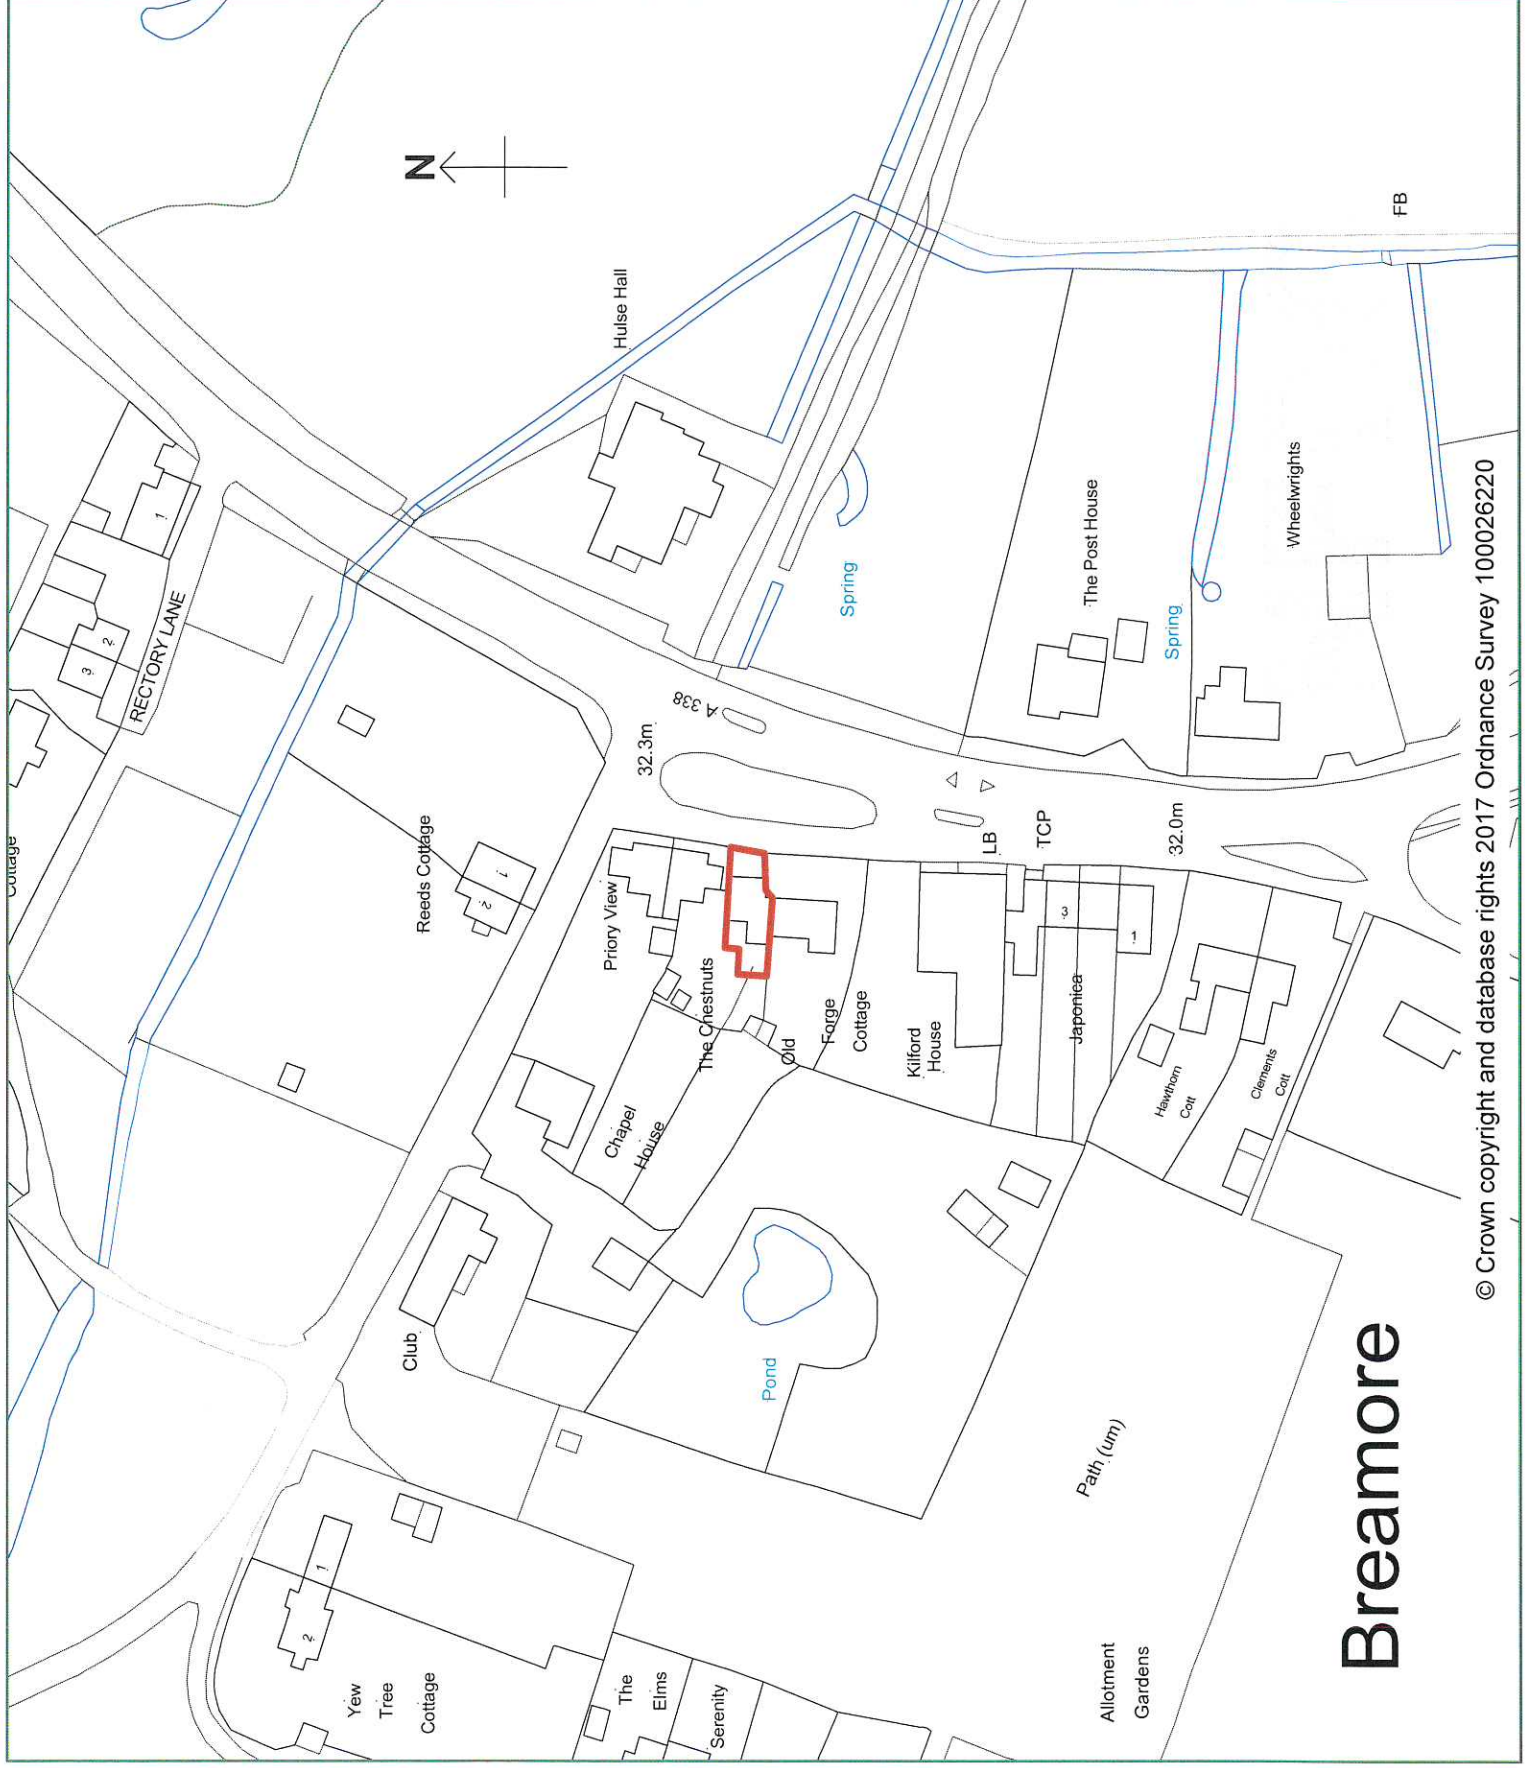 N
Cottage
1
2
3
RECTORY LANE
Hulse Hall
FB
Reeds Cottage
1
2
A 338
32.3m
Spring
The Post House
Spring
Wheelwrights
Priory View
The Chestnuts
Old
Forge
Cottage
Kilford
House
LB
TCP
32.0m
3
1
Japonica
Hawthorn
Cott
Clements
Cott
Chapel
House
Club
Pond
Path (um)
1
2
Yew
Tree
Cottage
The
Elms
Serenity
Allotment
Gardens
Breamore
© Crown copyright and database rights 2017 Ordnance Survey 100026220